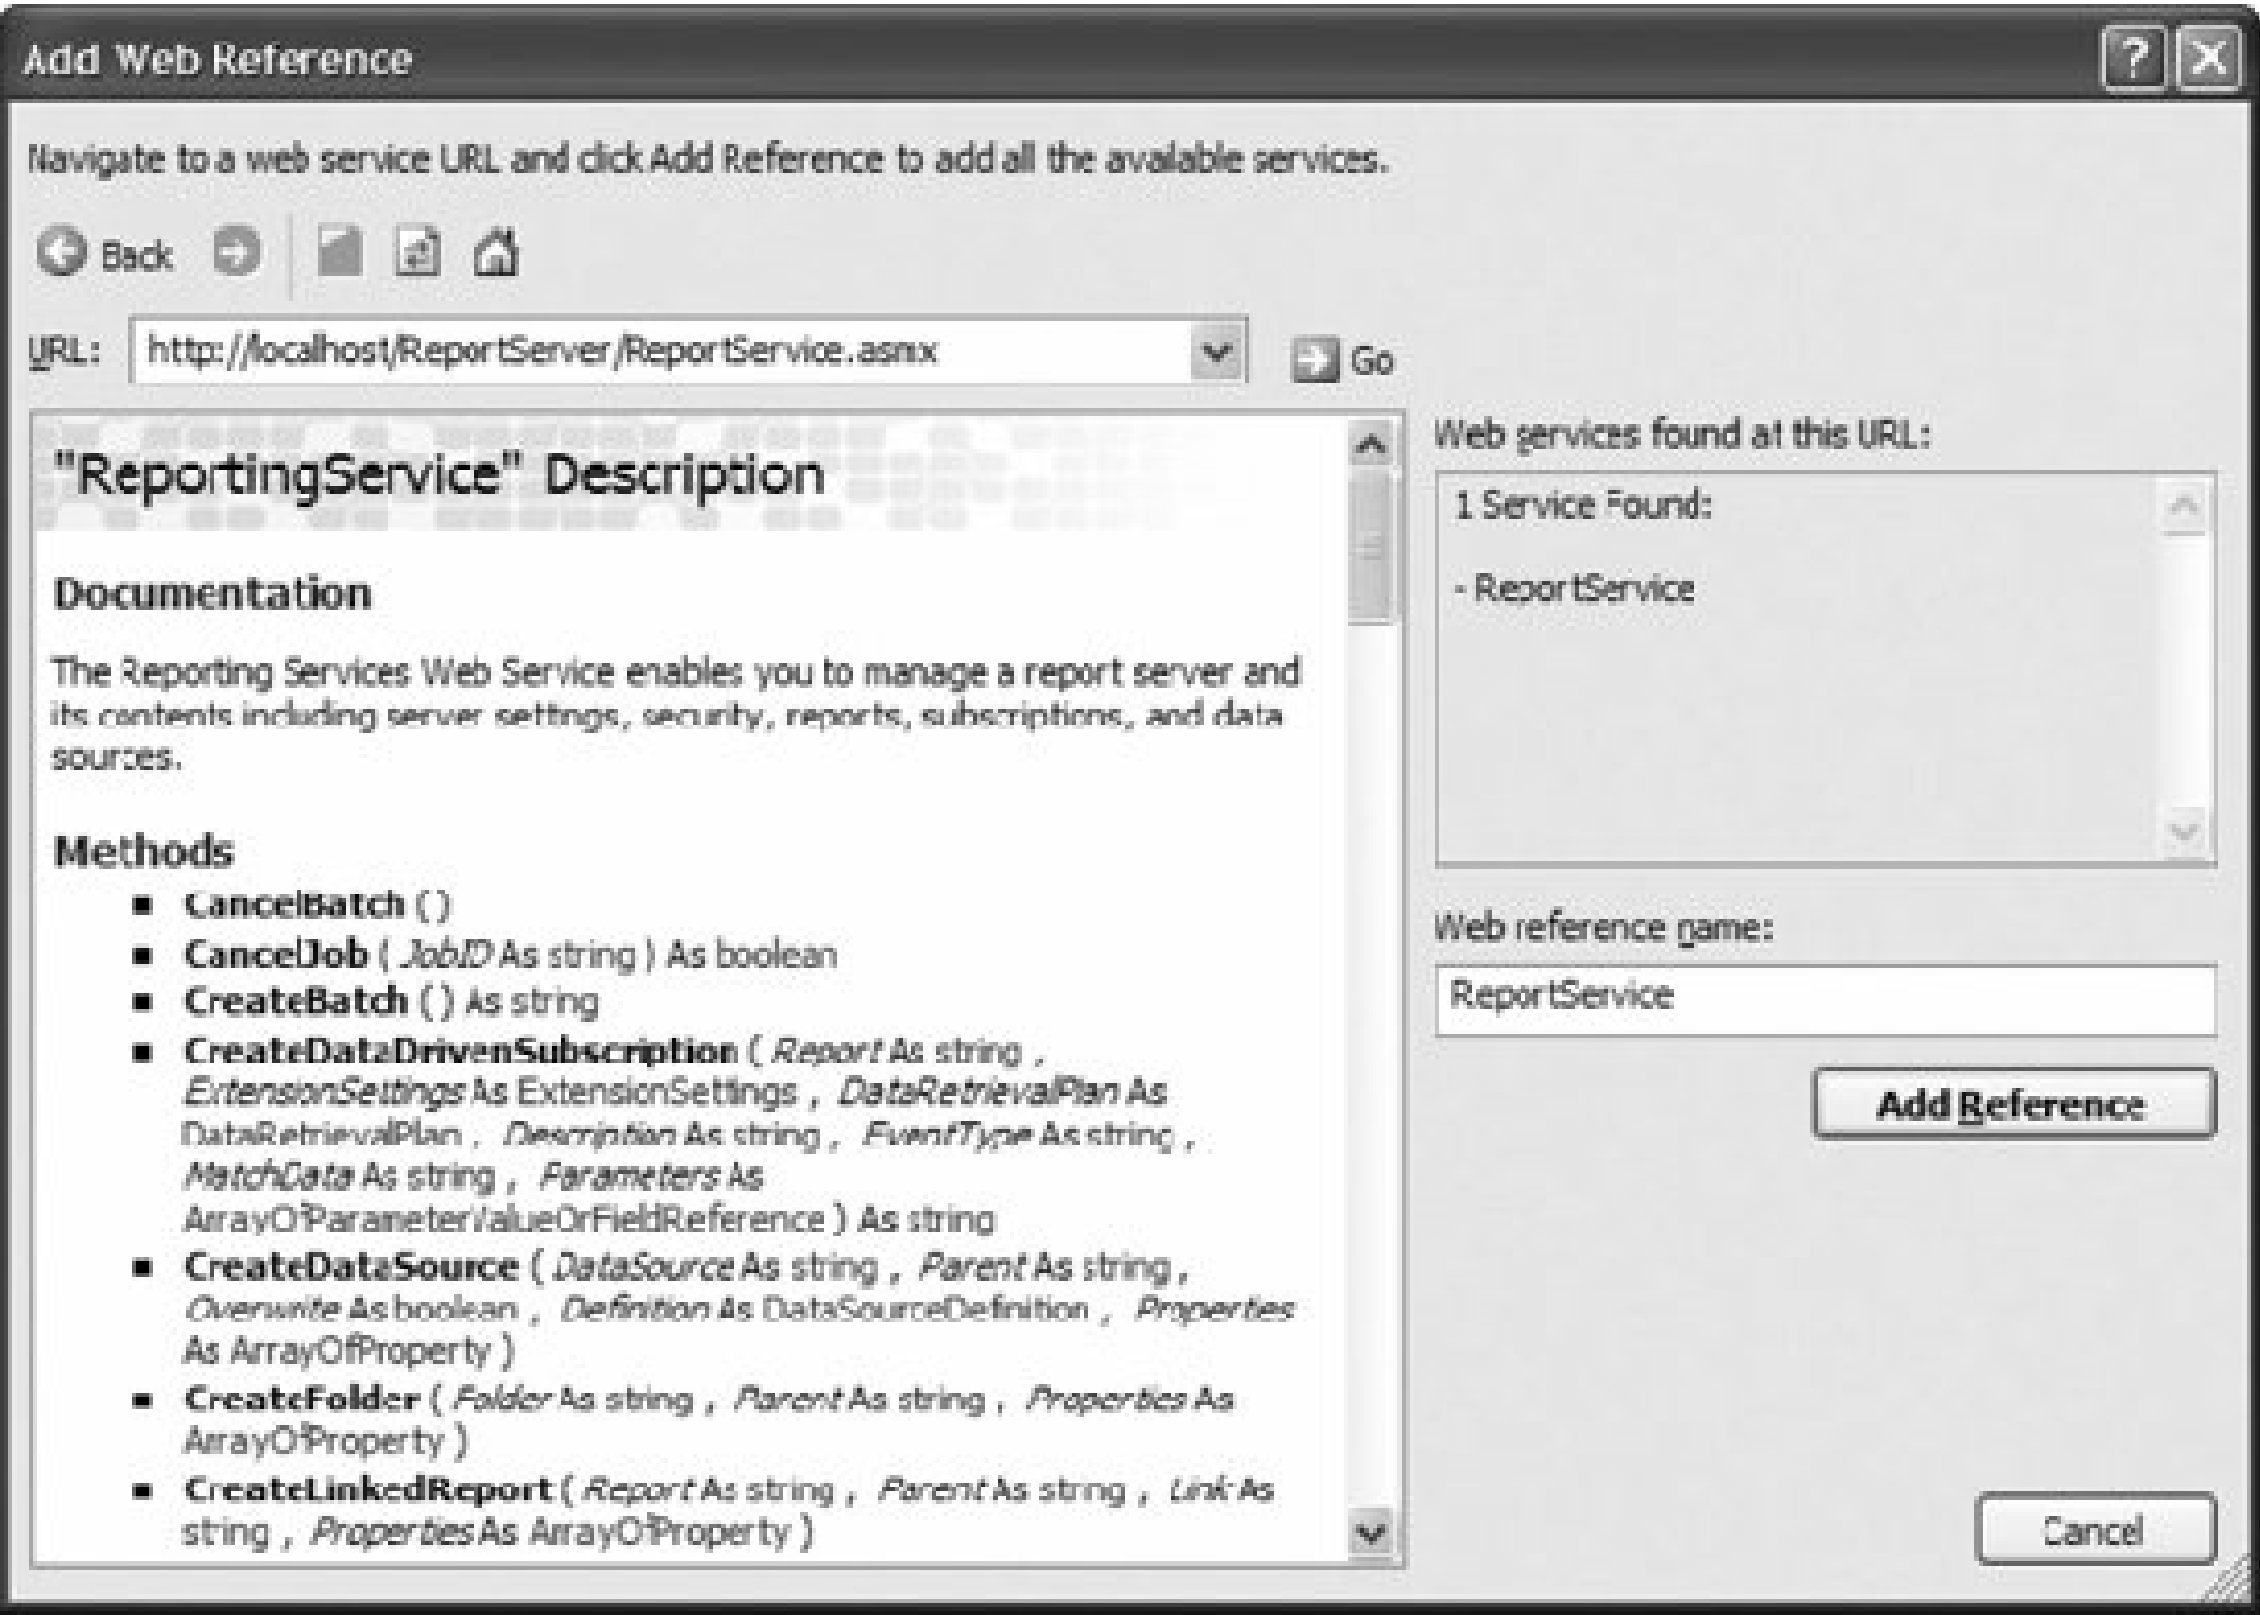 Add Web Reference
Navigate to a web service URL and click Add Reference to add all the available services.
Back
URL: http://localhost/ReportServer/ReportService.asmx Go
"ReportingService" Description
Documentation
The Reporting Services Web Service enables you to manage a report server and
its contents including server settings, security, reports, subscriptions, and data
sources.
Methods
▪ CancelBatch ( )
▪ CancelJob ( JobID As string ) As boolean
▪ CreateBatch ( ) As string
▪ CreateDataDrivenSubscription ( Report As string ,
ExtensionSettings As ExtensionSettings , DataRetrievalPlan As
DataRetrievalPlan , Description As string , EventType As string ,
MatchData As string , Parameters As
ArrayOfParameterValueOrFieldReference ) As string
▪ CreateDataSource ( DataSource As string , Parent As string ,
Overwrite As boolean , Definition As DataSourceDefinition , Properties
As ArrayOfProperty )
▪ CreateFolder ( Folder As string , Parent As string , Properties As
ArrayOfProperty )
▪ CreateLinkedReport ( Report As string , Parent As string , Link As
string , Properties As ArrayOfProperty )
Web services found at this URL:
1 Service Found:
- ReportService
Web reference name:
ReportService
Add Reference
Cancel